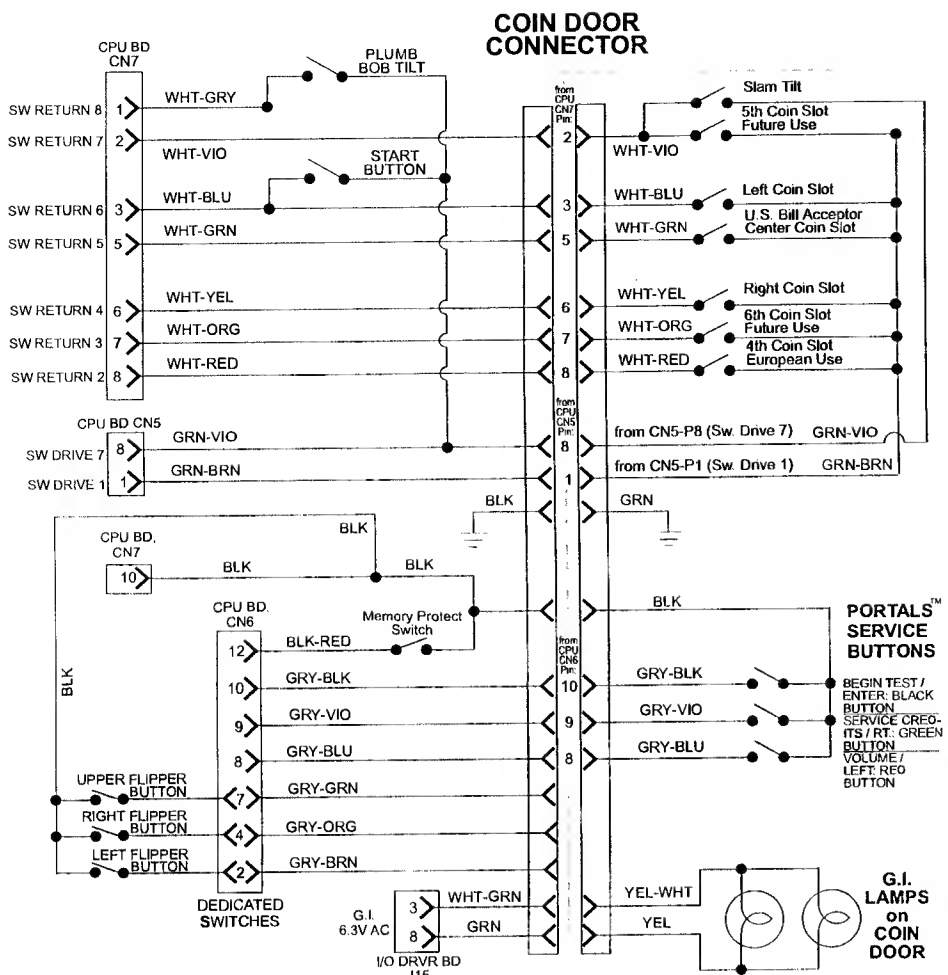 COIN DOOR
CONNECTOR
CPU BD
CN7
PLUMB
BOB TILT
SW RETURN 8
1
WHT-GRY
SW RETURN 7
2
WHT-VIO
START
BUTTON
SW RETURN 6
3
WHT-BLU
SW RETURN 5
5
WHT-GRN
SW RETURN 4
6
WHT-YEL
SW RETURN 3
7
WHT-ORG
SW RETURN 2
8
WHT-RED
from
CPU
CN7
Pin:
2
WHT-VIO
Slam Tilt
5th Coin Slot
Future Use
3
WHT-BLU
Left Coin Slot
5
WHT-GRN
U.S. Bill Acceptor
Center Coin Slot
6
WHT-YEL
Right Coin Slot
7
WHT-ORG
6th Coin Slot
Future Use
8
WHT-RED
4th Coin Slot
European Use
CPU BD CN5
SW DRIVE 7
8
GRN-VIO
SW DRIVE 1
1
GRN-BRN
from
CPU
CN5
Pin:
8
from CN5-P8 (Sw. Drive 7)
GRN-VIO
1
from CN5-P1 (Sw. Drive 1)
GRN-BRN
BLK
GRN
BLK
CPU BD,
CN7
10
BLK
BLK
BLK
CPU BD.
CN6
Memory Protect
Switch
12
BLK-RED
10
GRY-BLK
9
GRY-VIO
8
GRY-BLU
UPPER FLIPPER
BUTTON
7
GRY-GRN
RIGHT FLIPPER
BUTTON
4
GRY-ORG
LEFT FLIPPER
BUTTON
2
GRY-BRN
DEDICATED
SWITCHES
BLK
from
CPU
CN6
Pin:
10
GRY-BLK
9
GRY-VIO
8
GRY-BLU
PORTALS™
SERVICE
BUTTONS
BEGIN TEST /
ENTER: BLACK
BUTTON
SERVICE CREO-
ITS / RT.: GREEN
BUTTON
VOLUME /
LEFT: REO
BUTTON
G.I.
6.3V AC
3
WHT-GRN
8
GRN
I/O DRVR BD
J15
YEL-WHT
YEL
G.I.
LAMPS
on
COIN
DOOR